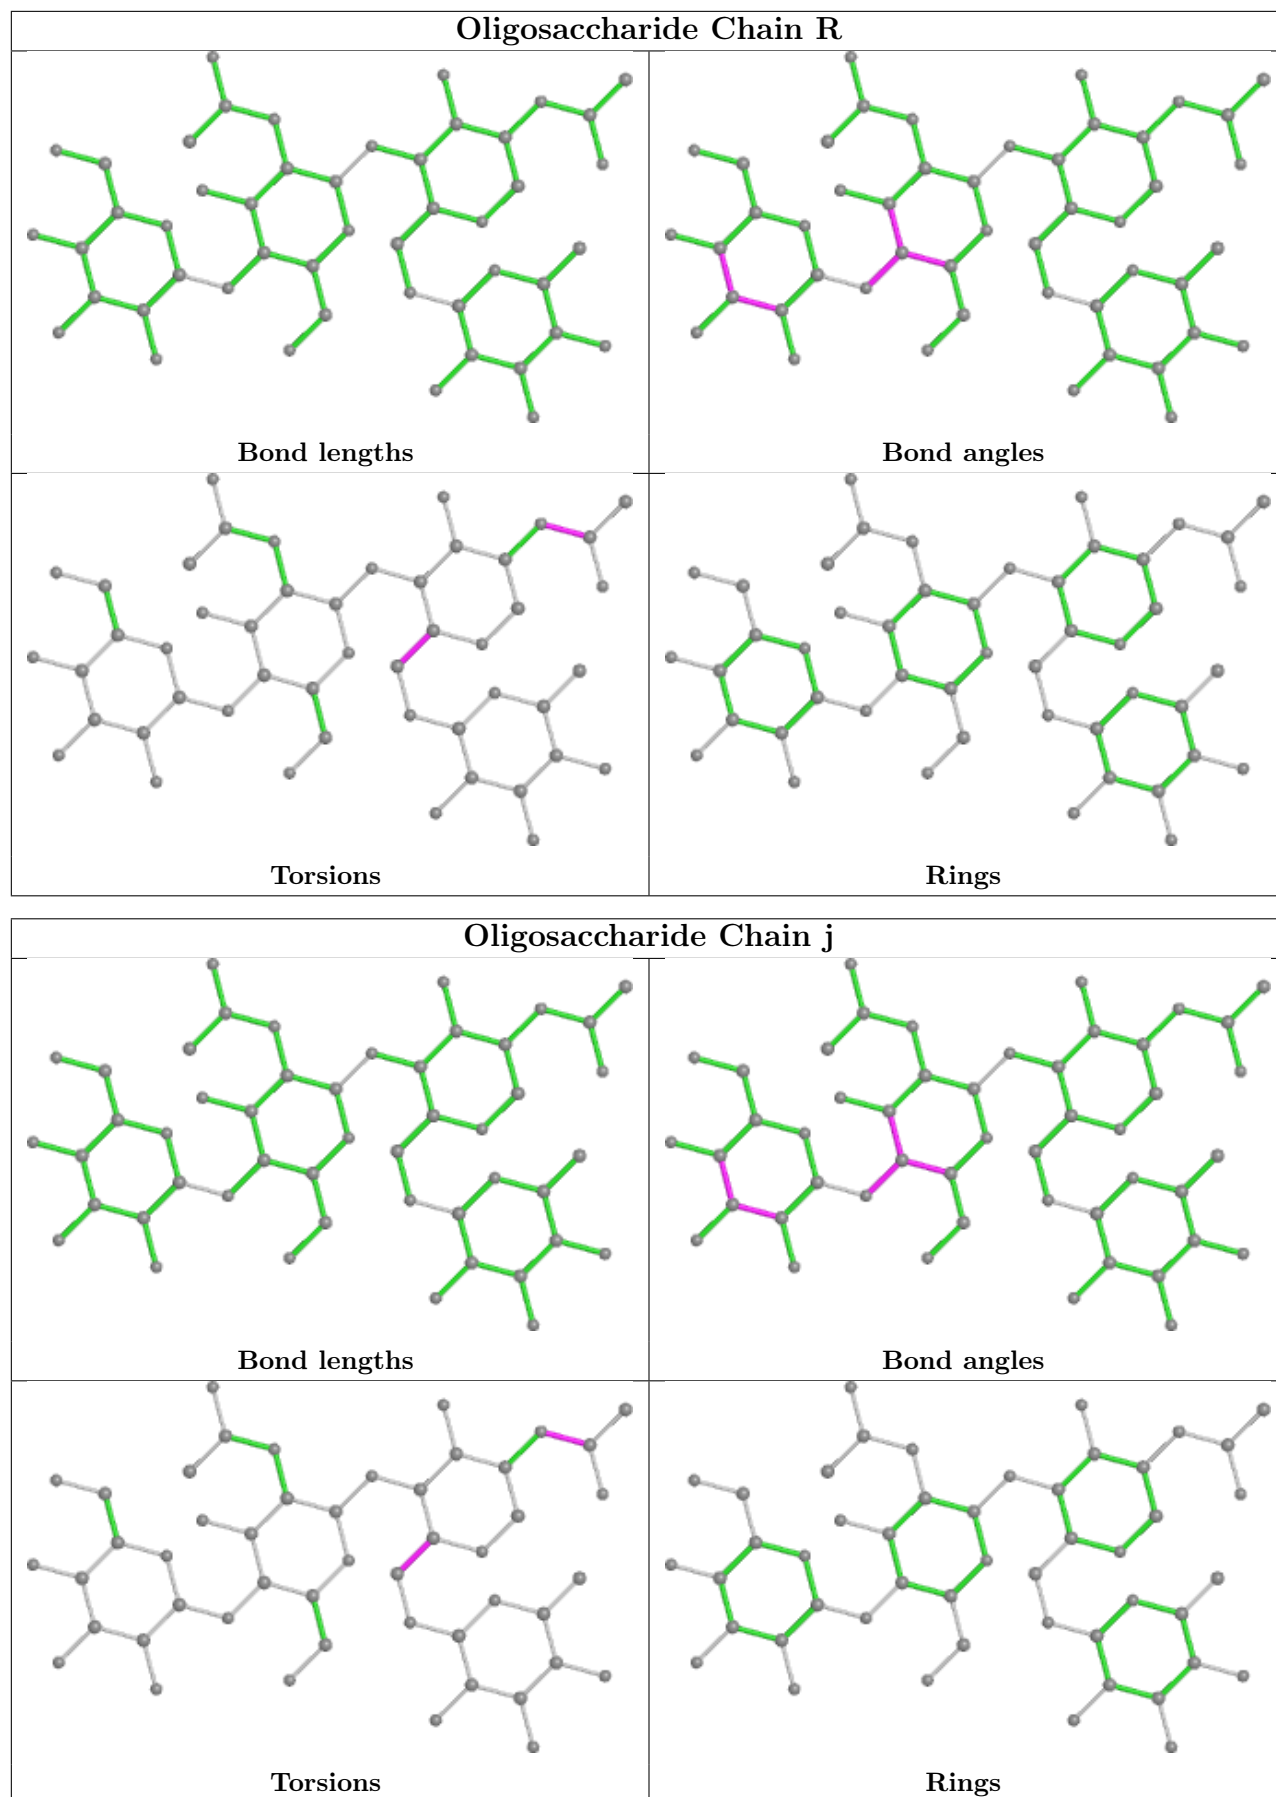 Oligosaccharide Chain R
Bond lengths
Bond angles
Torsions
Rings
Oligosaccharide Chain j
Bond lengths
Bond angles
Torsions
Rings